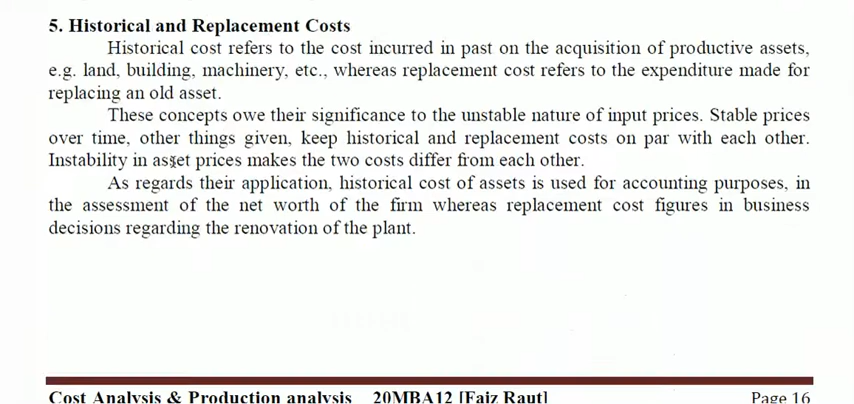 5. Historical and Replacement Costs
Historical cost refers to the cost incurred in past on the acquisition of productive assets,
e.g. land, building, machinery, etc., whereas replacement cost refers to the expenditure made for
replacing an old asset.
These concepts owe their significance to the unstable nature of input prices. Stable prices
over time, other things given, keep historical and replacement costs on par with each other.
Instability in asset prices makes the two costs differ from each other.
As regards their application, historical cost of assets is used for accounting purposes, in
the assessment of the net worth of the firm whereas replacement cost figures in business
decisions regarding the renovation of the plant.
Cost Analysis & Production analysis 20MBA12 [Faiz Raut] Page 16